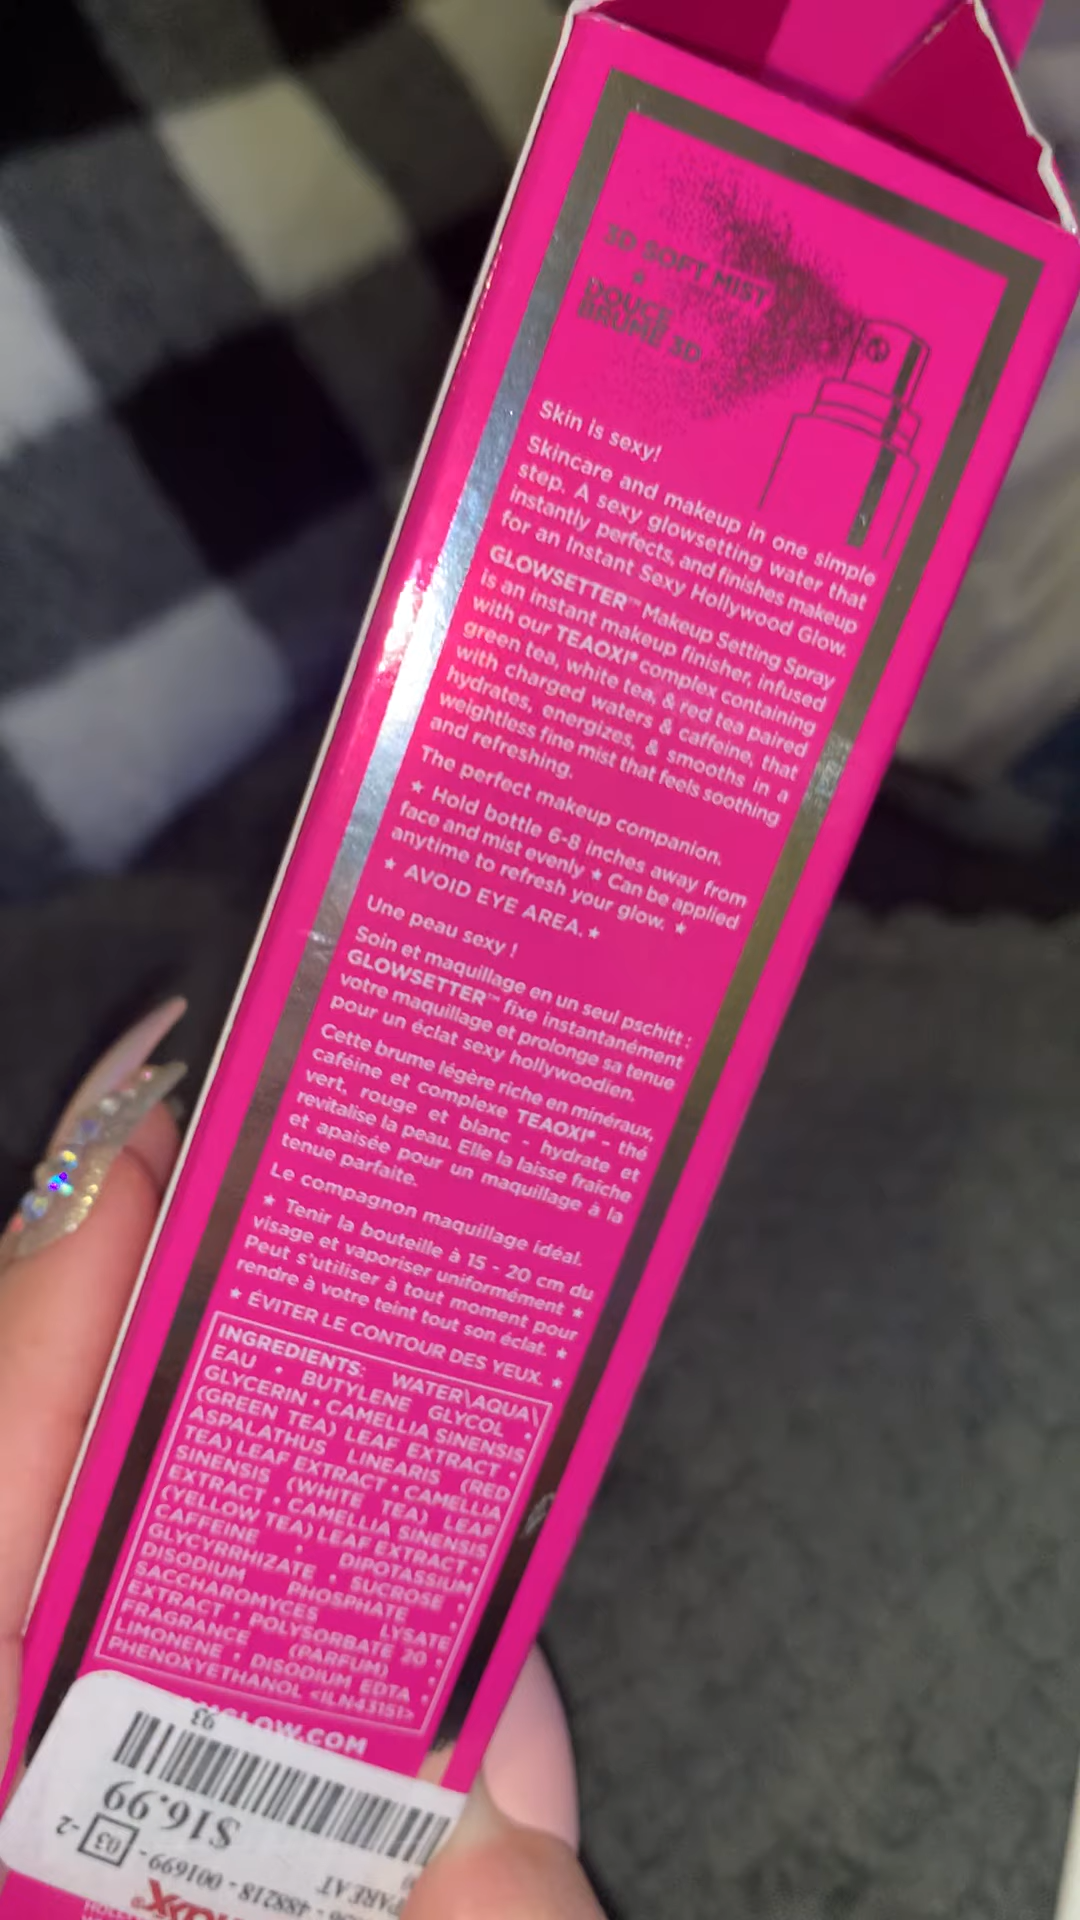 3D SOFT MIST
★
DOUCE
BRUME 3D
Skin is sexy!
Skincare and makeup in one simple
step. A sexy glowsetting water that
instantly perfects, and finishes makeup
for an Instant Sexy Hollywood Glow.
GLOWSETTER™ Makeup Setting Spray
is an instant makeup finisher, infused
with our TEAOXI® complex containing
green tea, white tea, & red tea paired
with charged waters & caffeine, that
hydrates, energizes, & smooths in a
weightless fine mist that feels soothing
and refreshing.
The perfect makeup companion.
★ Hold bottle 6-8 inches away from
face and mist evenly ★ Can be applied
anytime to refresh your glow. ★
★ AVOID EYE AREA. ★
Une peau sexy !
Soin et maquillage en un seul pschitt :
GLOWSETTER™ fixe instantanément
votre maquillage et prolonge sa tenue
pour un éclat sexy hollywoodien.
Cette brume légère riche en minéraux,
caféine et complexe TEAOXI® - thé
vert, rouge et blanc - hydrate et
revitalise la peau. Elle la laisse fraîche
et apaisée pour un maquillage à la
tenue parfaite.
Le compagnon maquillage idéal.
★ Tenir la bouteille à 15 - 20 cm du
visage et vaporiser uniformément ★
Peut s'utiliser à tout moment pour
rendre à votre teint tout son éclat. ★
★ ÉVITER LE CONTOUR DES YEUX. ★
INGREDIENTS: WATER\AQUA\
EAU • BUTYLENE GLYCOL •
GLYCERIN • CAMELLIA SINENSIS
(GREEN TEA) LEAF EXTRACT •
ASPALATHUS LINEARIS (RED
TEA) LEAF EXTRACT • CAMELLIA
SINENSIS (WHITE TEA) LEAF
EXTRACT • CAMELLIA SINENSIS
(YELLOW TEA) LEAF EXTRACT •
CAFFEINE • DIPOTASSIUM
GLYCYRRHIZATE • SUCROSE •
DISODIUM PHOSPHATE •
SACCHAROMYCES LYSATE
EXTRACT • POLYSORBATE 20 •
FRAGRANCE (PARFUM) •
LIMONENE • DISODIUM EDTA •
PHENOXYETHANOL <ILN43151>
GLOW.COM
93
$16.99
03 -2
488218 - 001699 -
PARE AT